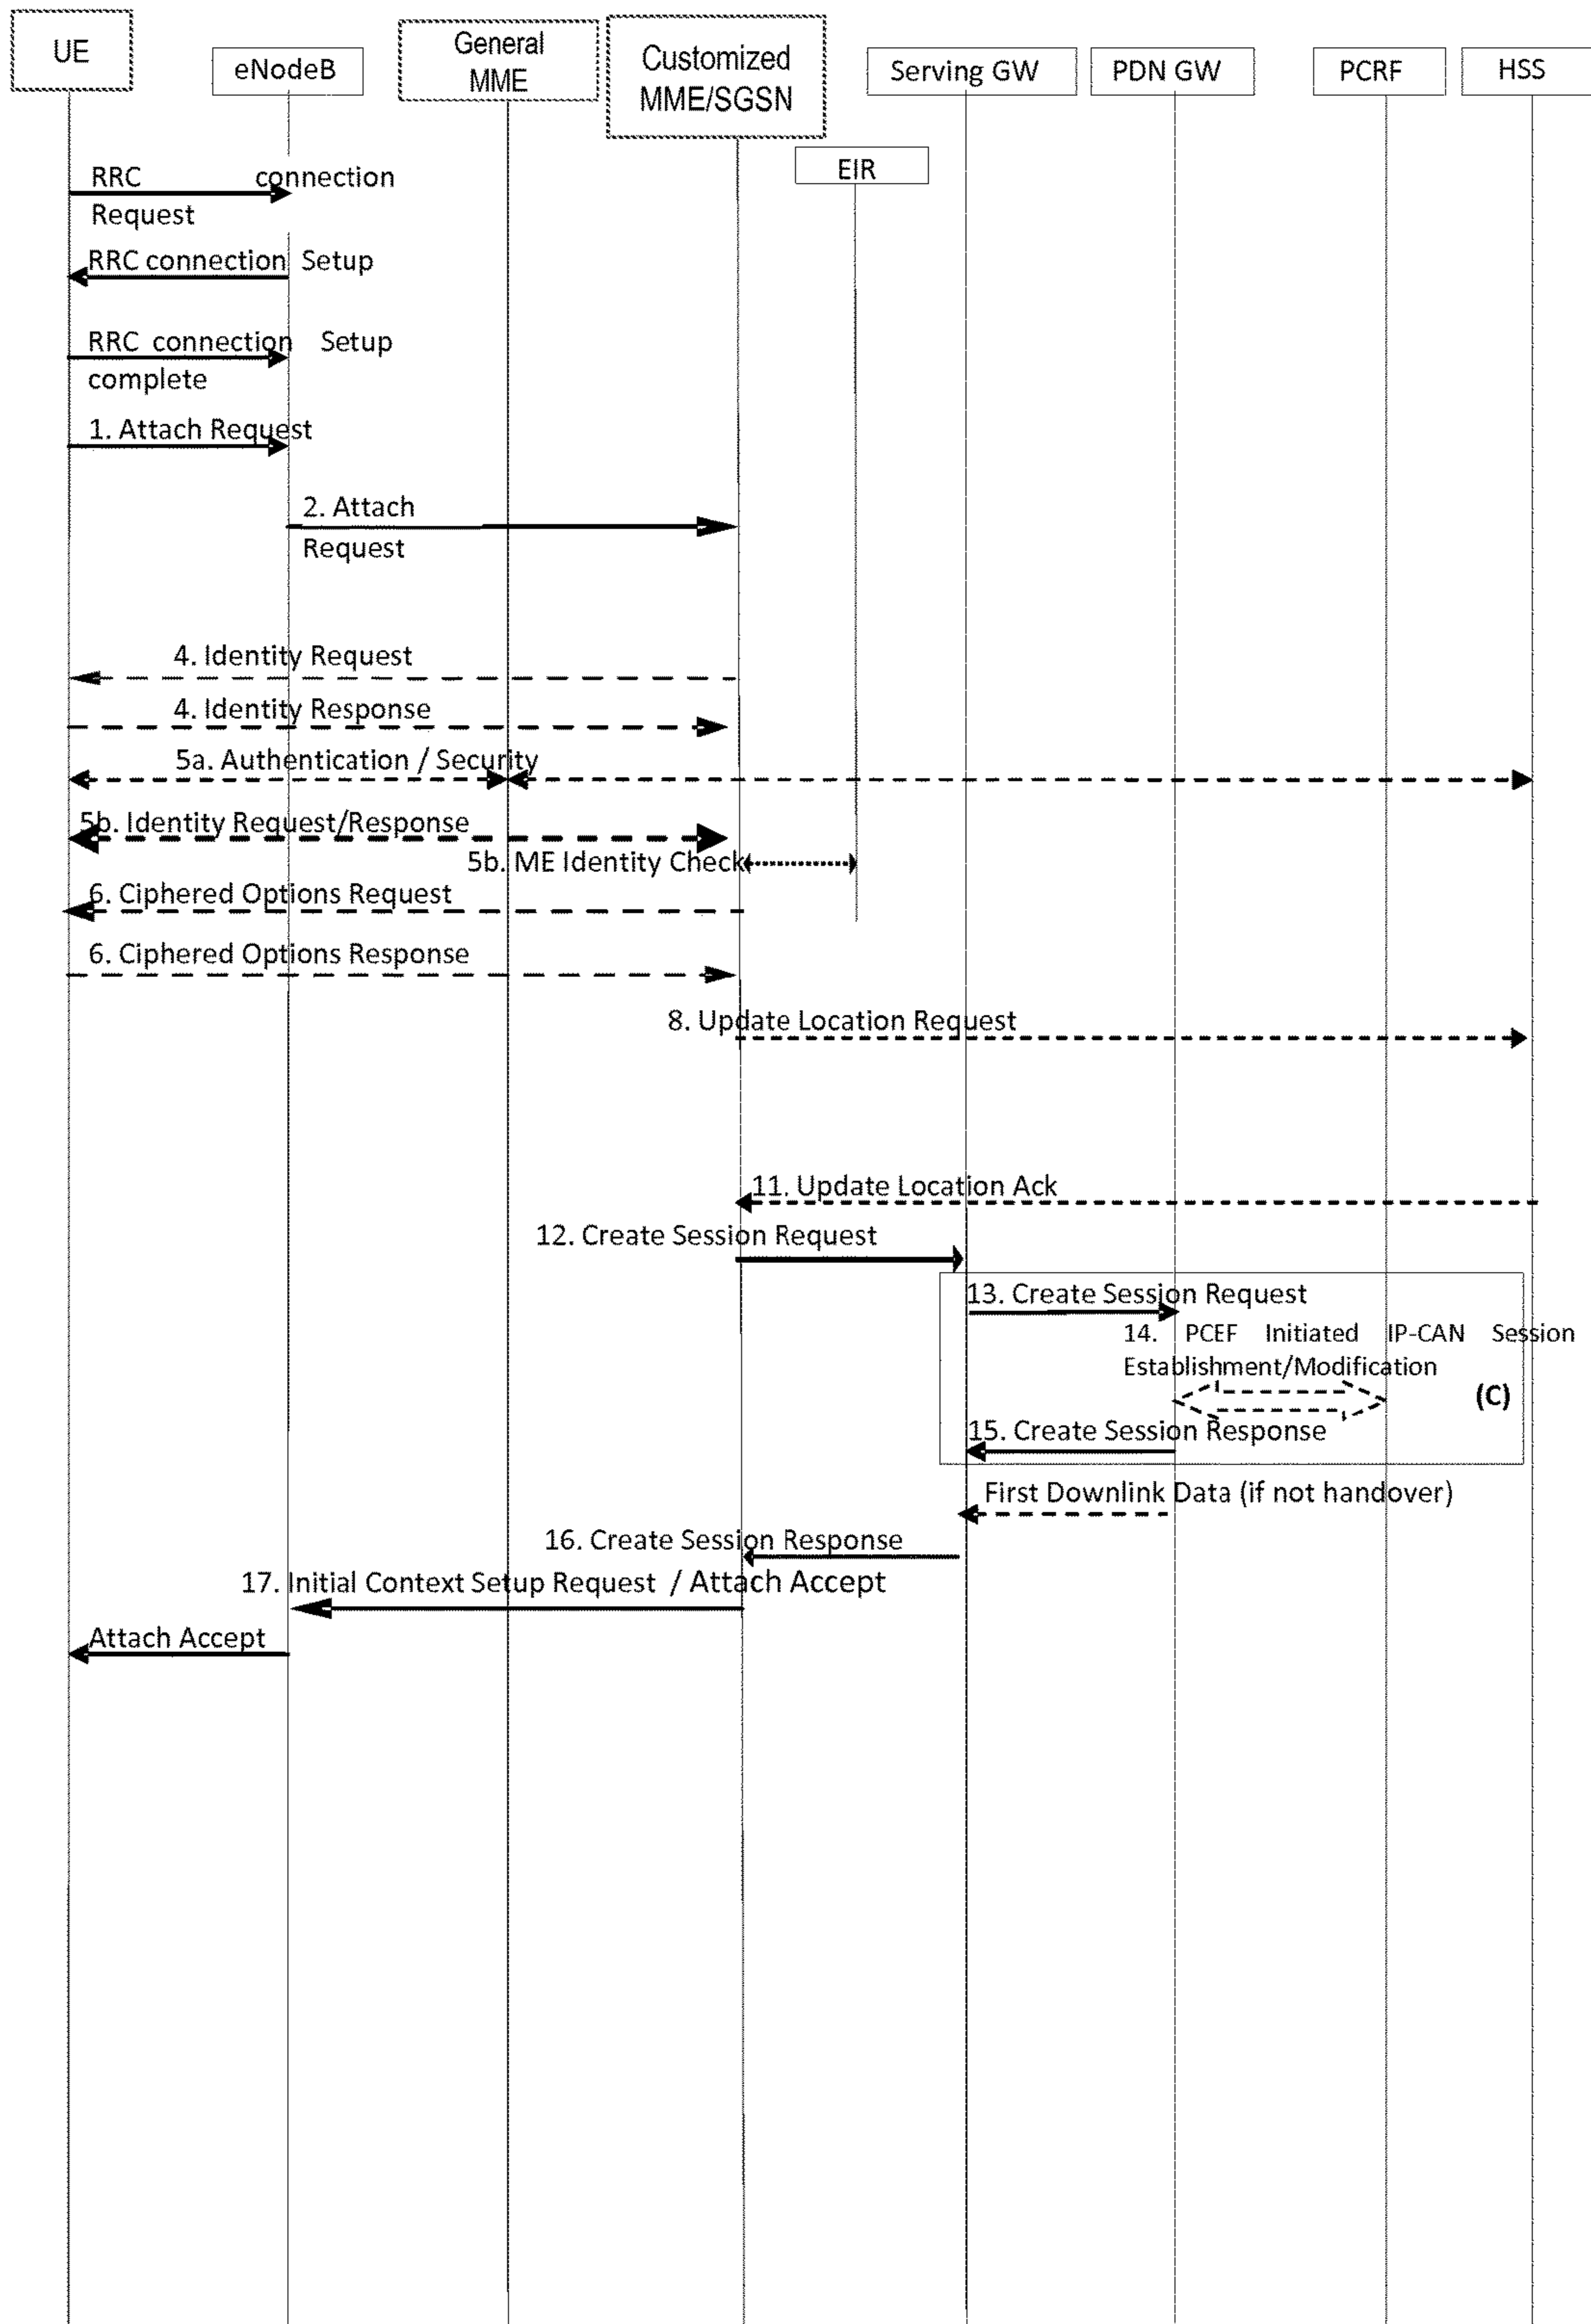 UE
eNodeB
General
MME
Customized
MME/SGSN
Serving GW
PDN GW
PCRF
HSS
EIR
RRC connection
Request
RRC connection Setup
RRC connection Setup
complete
1. Attach Request
2. Attach
Request
4. Identity Request
4. Identity Response
5a. Authentication / Security
5b. Identity Request/Response
5b. ME Identity Check
6. Ciphered Options Request
6. Ciphered Options Response
8. Update Location Request
11. Update Location Ack
12. Create Session Request
13. Create Session Request
14. PCEF Initiated IP-CAN Session
Establishment/Modification
(C)
15. Create Session Response
First Downlink Data (if not handover)
16. Create Session Response
17. Initial Context Setup Request / Attach Accept
Attach Accept